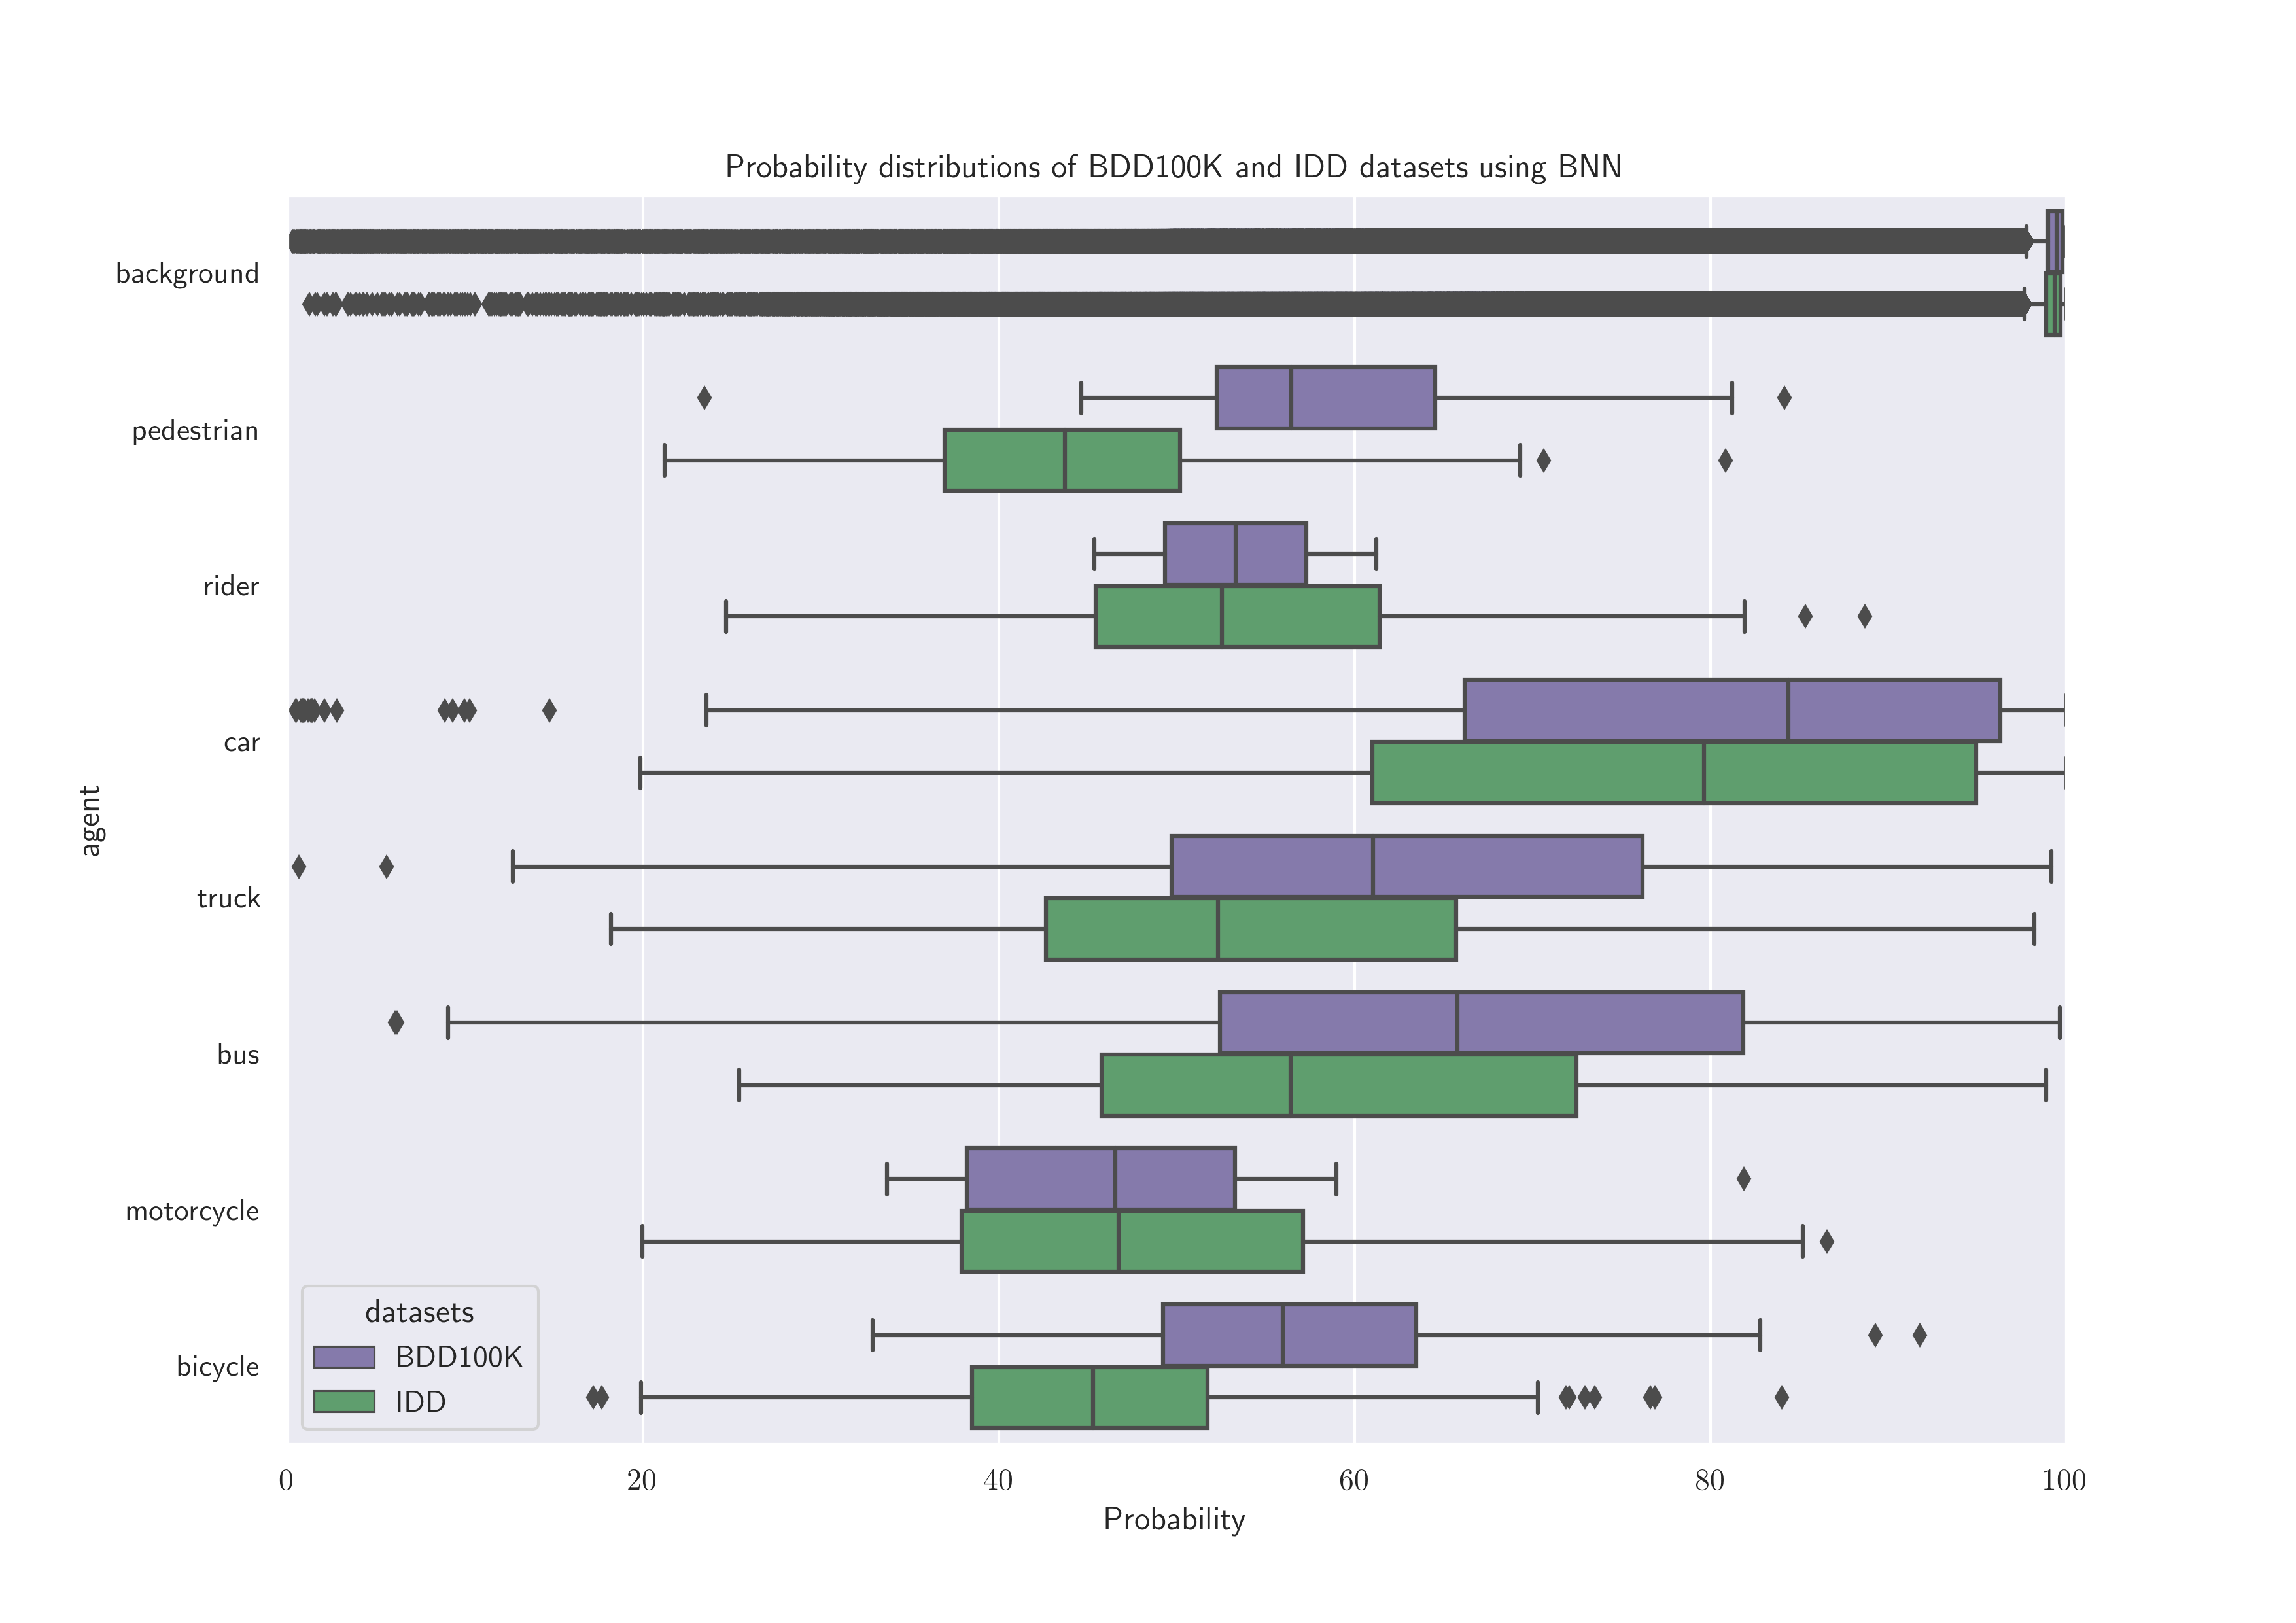 Probability distributions of BDD100K and IDD datasets using BNN
background
pedestrian
rider
car
agent
truck
bus
motorcycle
bicycle
datasets
BDD100K
IDD
0 20 40 60 80 100
Probability